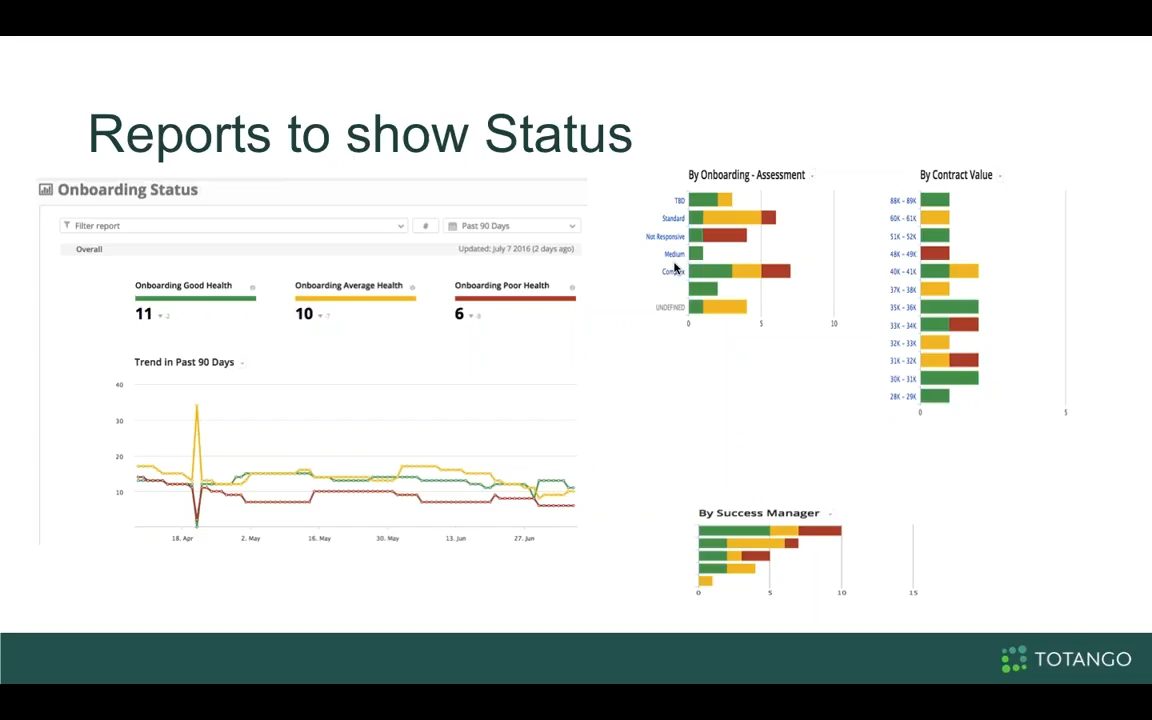 Reports to show Status
Onboarding Status
Filter report
#
Past 90 Days
Overall
Updated: July 7 2016 (2 days ago)
Onboarding Good Health
11 -2
Onboarding Average Health
10 -7
Onboarding Poor Health
6
Trend in Past 90 Days
40
30
20
10
18. Apr 2. May 16. May 30. May 13. Jun 27. Jun
By Onboarding - Assessment
TBD
Standard
Not Responsive
Medium
UNDEFINED
0 5 10
By Contract Value
88K – 89K
60K – 61K
51K – 52K
48K – 49K
40K – 41K
37K – 38K
35K – 36K
33K – 34K
32K – 33K
31K – 32K
30K – 31K
28K – 29K
0 5
By Success Manager
0 5 10 15
TOTANGO